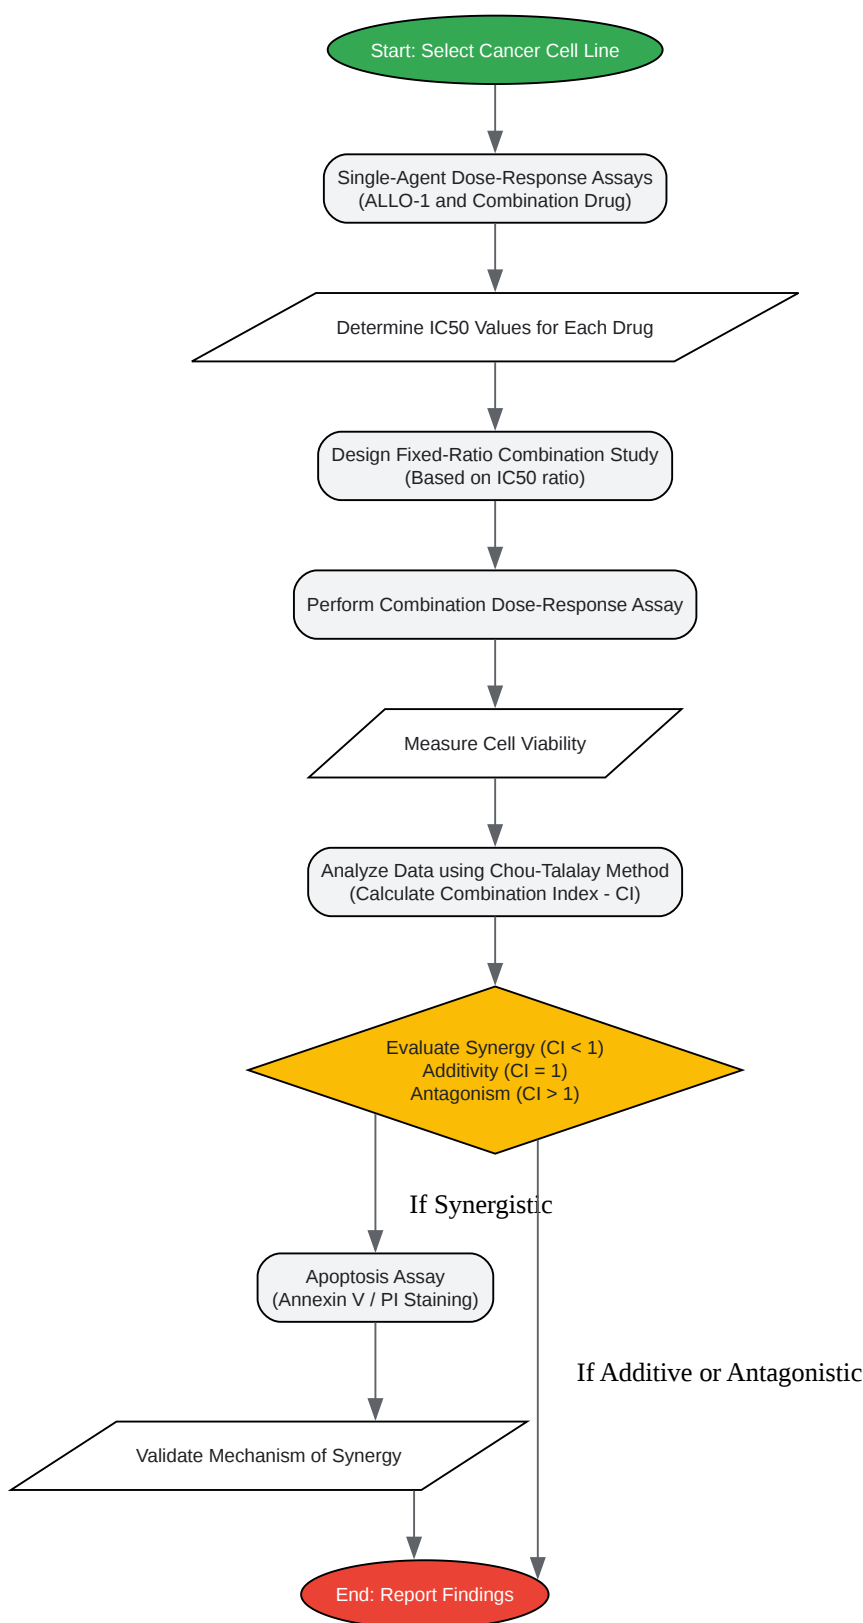 Start: Select Cancer Cell Line
Single-Agent Dose-Response Assays
(ALLO-1 and Combination Drug)
Determine IC50 Values for Each Drug
Design Fixed-Ratio Combination Study
(Based on IC50 ratio)
Perform Combination Dose-Response Assay
Measure Cell Viability
Analyze Data using Chou-Talalay Method
(Calculate Combination Index - CI)
Evaluate Synergy (CI < 1)
Additivity (CI = 1)
Antagonism (CI > 1)
If Synergistic
Apoptosis Assay
(Annexin V / PI Staining)
If Additive or Antagonistic
Validate Mechanism of Synergy
End: Report Findings